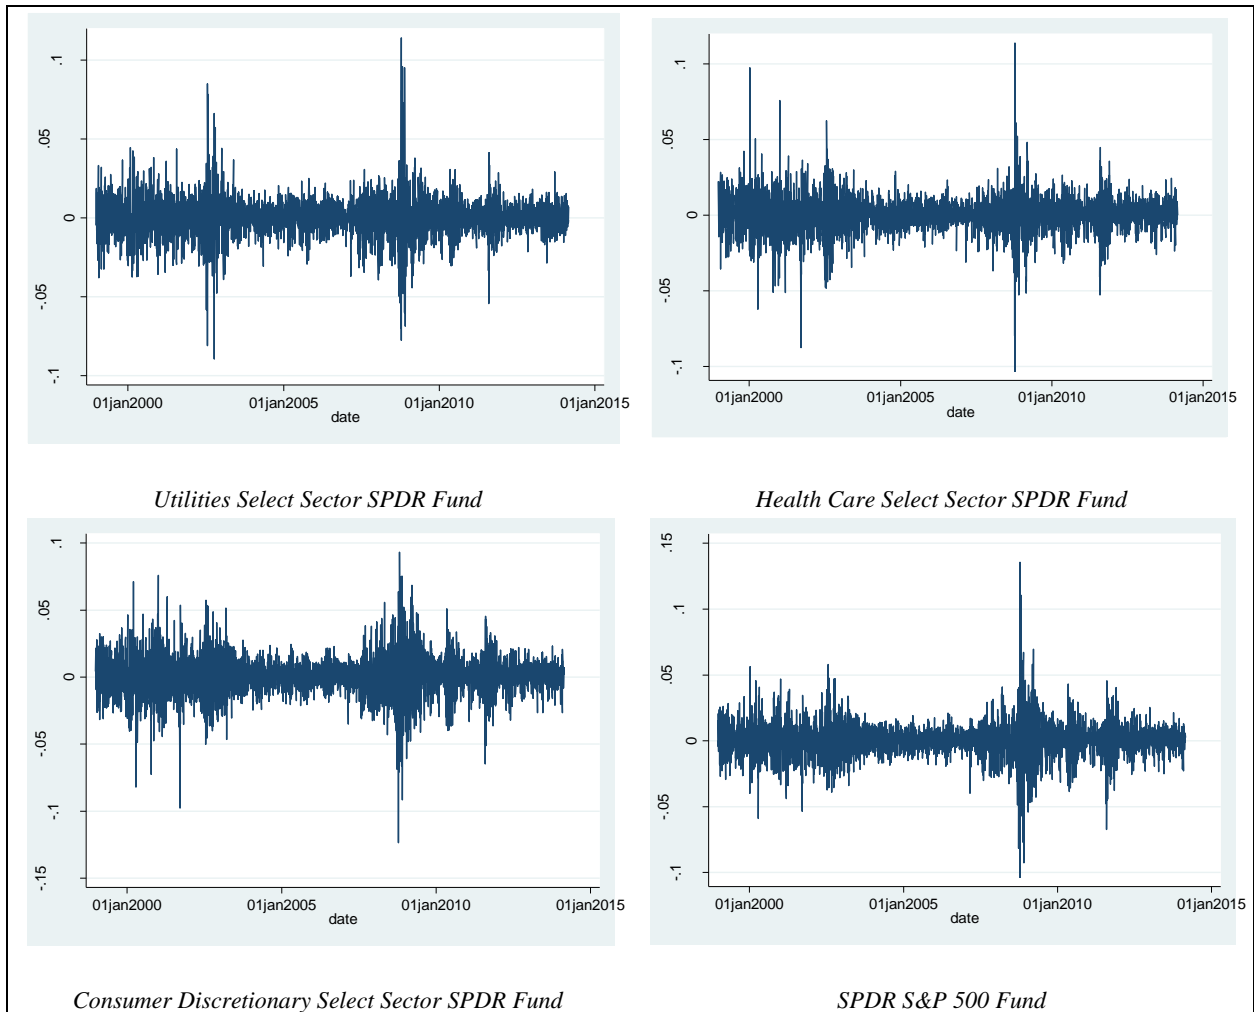 .1
.05
0
-.05
-.1
01jan2000 01jan2005 01jan2010 01jan2015
date
Utilities Select Sector SPDR Fund
.1
.05
0
-.05
-.1
01jan2000 01jan2005 01jan2010 01jan2015
date
Health Care Select Sector SPDR Fund
.1
.05
0
-.05
-.1
-.15
01jan2000 01jan2005 01jan2010 01jan2015
date
Consumer Discretionary Select Sector SPDR Fund
.15
.1
.05
0
-.05
-.1
01jan2000 01jan2005 01jan2010 01jan2015
date
SPDR S&P 500 Fund